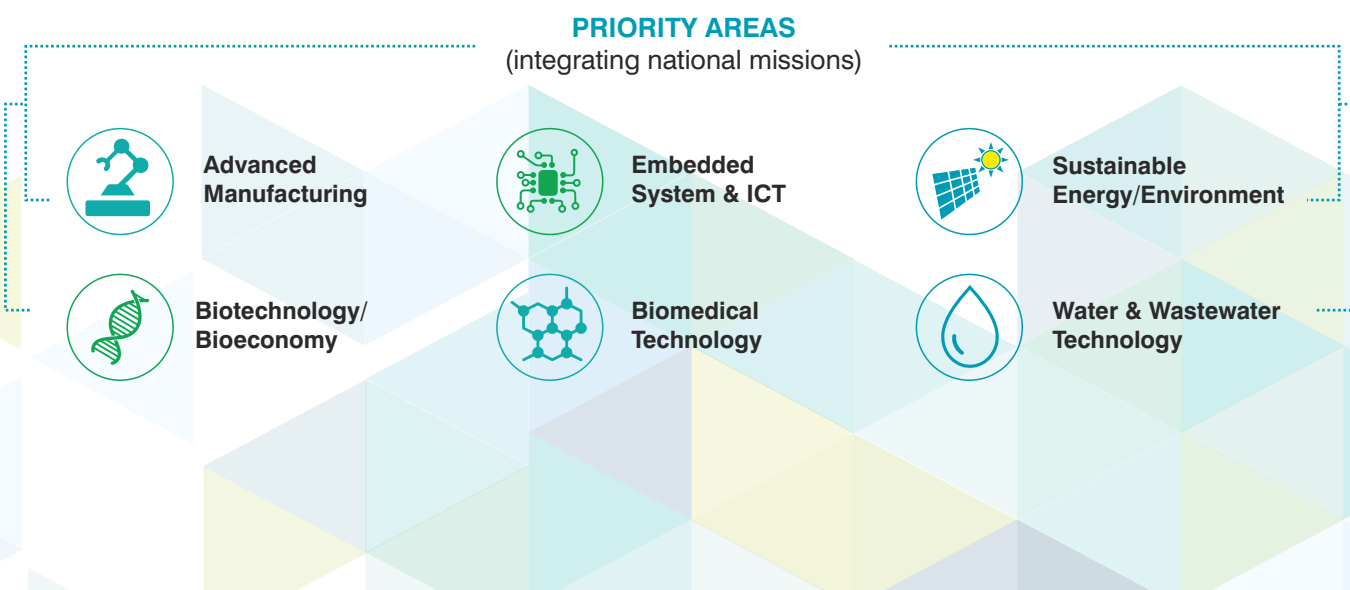 PRIORITY AREAS
(integrating national missions)
Advanced
Manufacturing
Embedded
System & ICT
Sustainable
Energy/Environment
Biotechnology/
Bioeconomy
Biomedical
Technology
Water & Wastewater
Technology